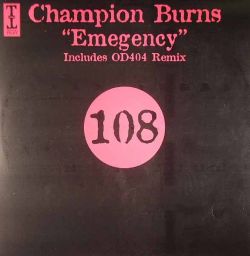 Champion Burns
“Emegency”
Includes OD404 Remix
108